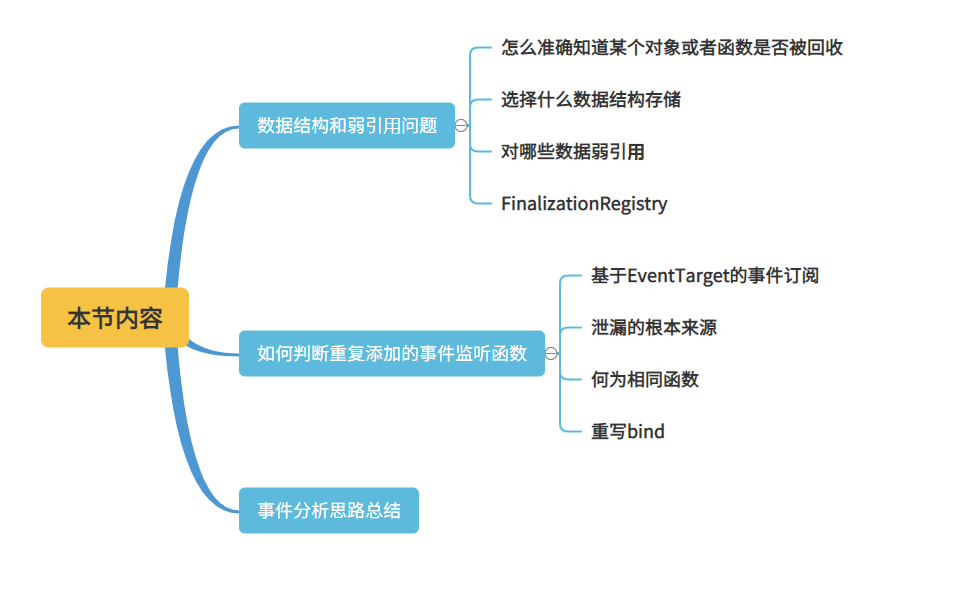 本节内容
数据结构和弱引用问题
怎么准确知道某个对象或者函数是否被回收
选择什么数据结构存储
对哪些数据弱引用
FinalizationRegistry
如何判断重复添加的事件监听函数
基于EventTarget的事件订阅
泄漏的根本来源
何为相同函数
重写bind
事件分析思路总结